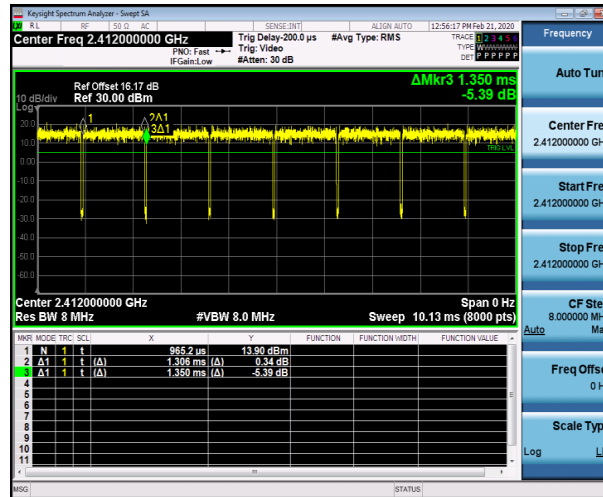 Keysight Spectrum Analyzer - Swept SA
RL RF 50 Ω AC SENSE:INT ALIGN AUTO 12:56:17 PM Feb 21, 2020
Center Freq 2.412000000 GHz
PNO: Fast
IFGain:Low
Trig Delay-200.0 µs
Trig: Video
#Atten: 30 dB
#Avg Type: RMS
TRACE 1 2 3 4 5 6
TYPE WWWWWW
DET P P P P P P
Ref Offset 16.17 dB
10 dB/div Ref 30.00 dBm
Log
ΔMkr3 1.350 ms
-5.39 dB
20.0
10.0
0.00
-10.0
-20.0
-30.0
-40.0
-50.0
-60.0
1
2Δ1
3Δ1
TRIG LVL
Center 2.412000000 GHz Span 0 Hz
Res BW 8 MHz #VBW 8.0 MHz Sweep 10.13 ms (8000 pts)
MKR MODE TRC SCL X Y FUNCTION FUNCTION WIDTH FUNCTION VALUE
1 N 1 t 965.2 µs 13.90 dBm
2 Δ1 1 t (Δ) 1.306 ms (Δ) 0.34 dB
3 Δ1 1 t (Δ) 1.350 ms (Δ) -5.39 dB
4
5
6
7
8
9
10
11
MSG STATUS
Frequency
Auto Tun
Center Fre
2.412000000 GH
Start Fre
2.412000000 GH
Stop Fre
2.412000000 GH
CF Ste
8.000000 MH
Auto Ma
Freq Offse
0 H
Scale Typ
Log Li